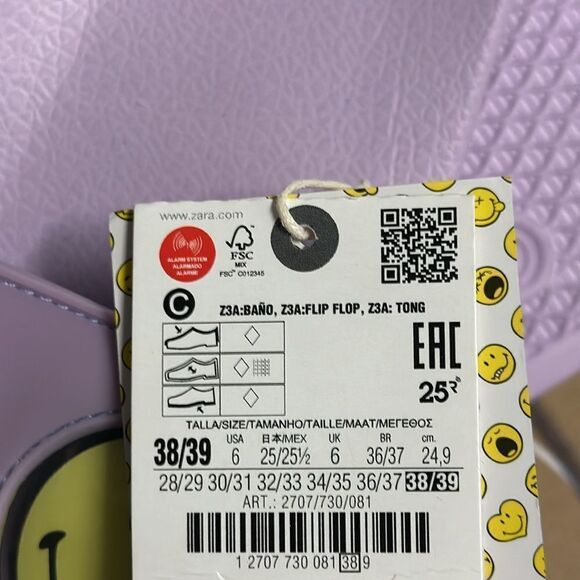 www.zara.com
ALARM SYSTEM
ALARMADO
ALARME
FSC
MIX
FSC™ C012345
C
Z3A:BAÑO, Z3A:FLIP FLOP, Z3A: TONG
EAC
25
TALLA/SIZE/TAMANHO/TAILLE/MAAT/ΜΕΓΕΘΟΣ
38/39 USA 日本/MEX UK BR cm.
6 25/25½ 6 36/37 24,9
28/29 30/31 32/33 34/35 36/37 38/39
ART.: 2707/730/081
1 2707 730 081 38 9